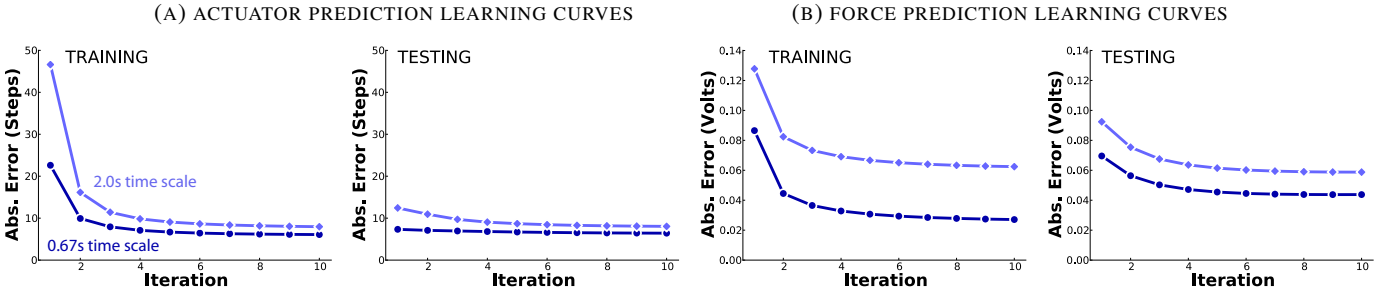 (A) ACTUATOR PREDICTION LEARNING CURVES
(B) FORCE PREDICTION LEARNING CURVES
TRAINING
Abs. Error (Steps)
50
40
30
20
10
0
2.0s time scale
0.67s time scale
2 4 6 8 10
Iteration
TESTING
Abs. Error (Steps)
50
40
30
20
10
0
2 4 6 8 10
Iteration
TRAINING
Abs. Error (Volts)
0.14
0.12
0.10
0.08
0.06
0.04
0.02
0.00
2 4 6 8 10
Iteration
TESTING
Abs. Error (Volts)
0.14
0.12
0.10
0.08
0.06
0.04
0.02
0.00
2 4 6 8 10
Iteration